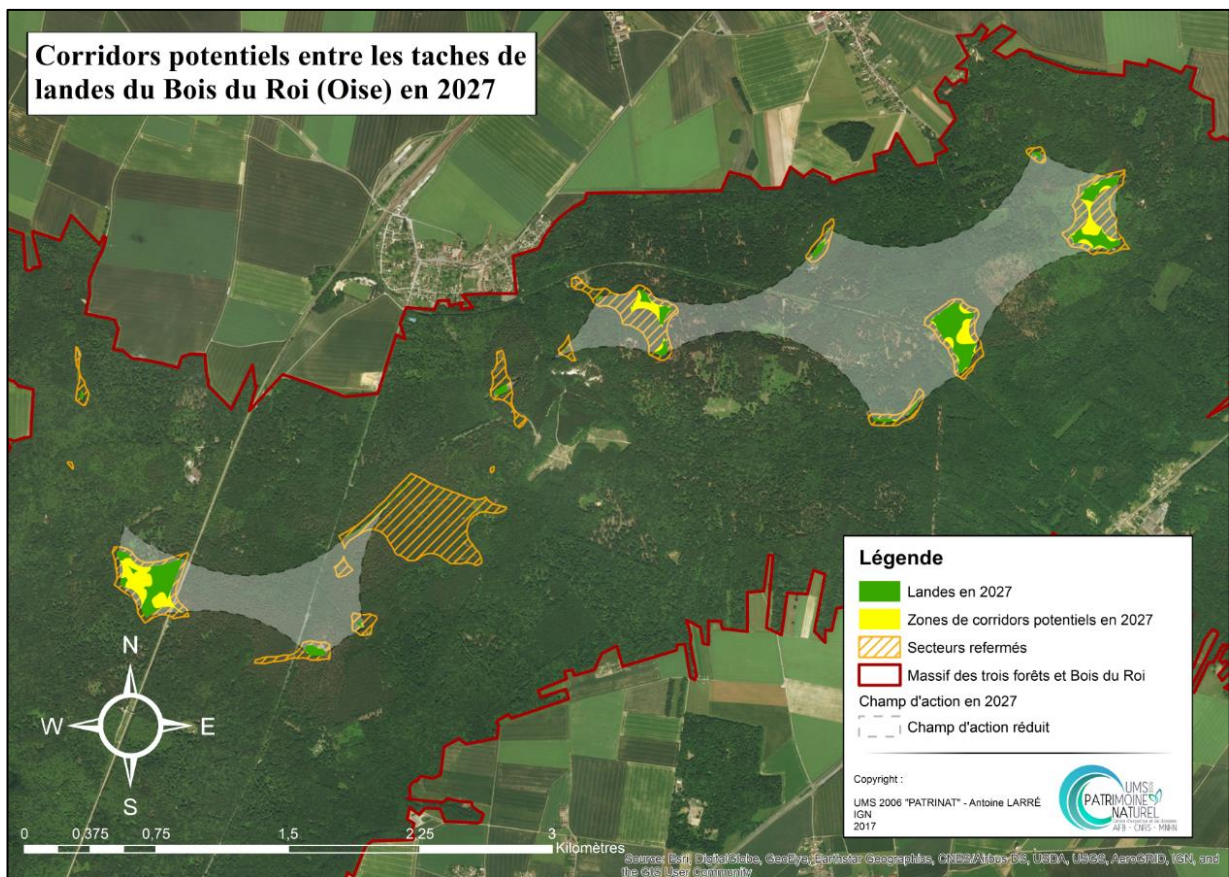 Corridors potentiels entre les taches de
landes du Bois du Roi (Oise) en 2027
N
W
E
S
0 0,375 0,75 1,5 2,25 3
Kilomètres
Légende
Landes en 2027
Zones de corridors potentiels en 2027
Secteurs refermés
Massif des trois forêts et Bois du Roi
Champ d'action en 2027
Champ d'action réduit
Copyright :
UMS 2006 "PATRINAT" - Antoine LARRÉ
IGN
2017
UMS
PATRIMOINE
NATUREL
AFB - CNRS - MNHN
Source: Esri, DigitalGlobe, GeoEye, Earthstar Geographics, CNES/Airbus DS, USDA, USGS, AeroGRID, IGN, and
the GIS User Community